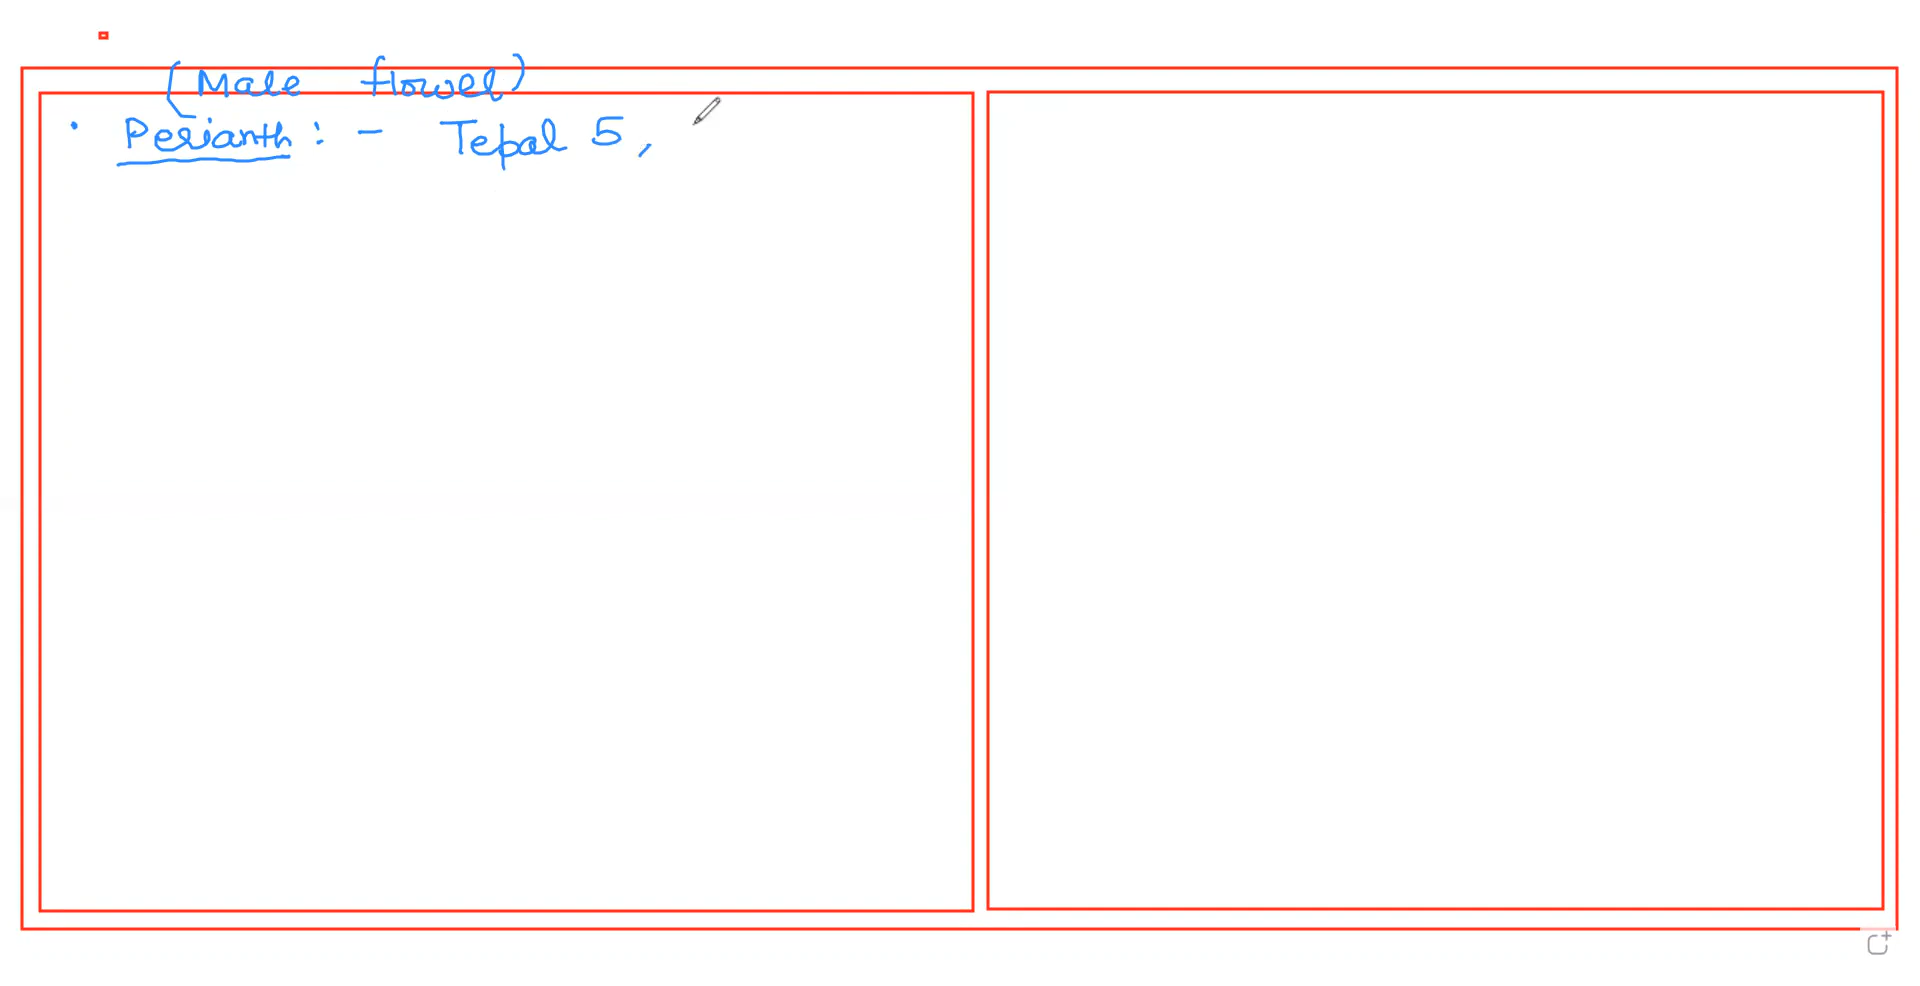 (Male flower)
• Perianth : - Tepal 5,